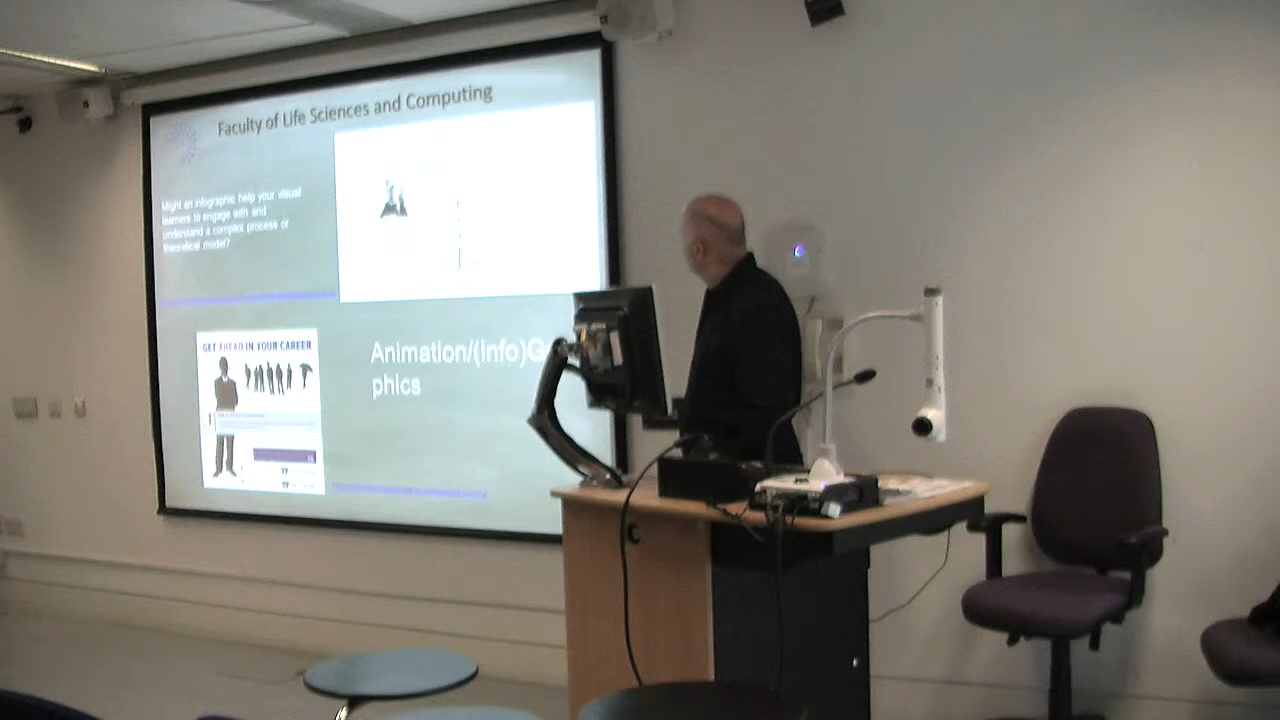 Faculty of Life Sciences and Computing
Might an infographic help your visual
learners to engage with and
understand a complex process or
theoretical model?
GET AHEAD IN YOUR CAREER
1
Animation/(info)G
phics